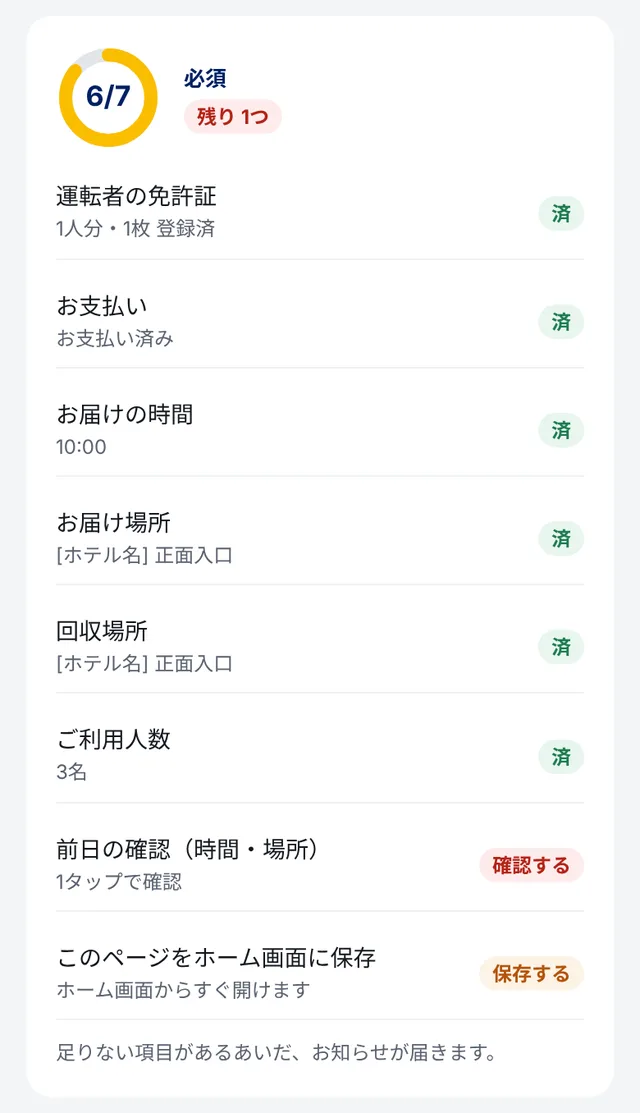 6/7
必須
残り 1つ
運転者の免許証
1人分・1枚 登録済
済
お支払い
お支払い済み
済
お届けの時間
10:00
済
お届け場所
[ホテル名] 正面入口
済
回収場所
[ホテル名] 正面入口
済
ご利用人数
3名
済
前日の確認（時間・場所）
1タップで確認
確認する
このページをホーム画面に保存
ホーム画面からすぐ開けます
保存する
足りない項目があるあいだ、お知らせが届きます。